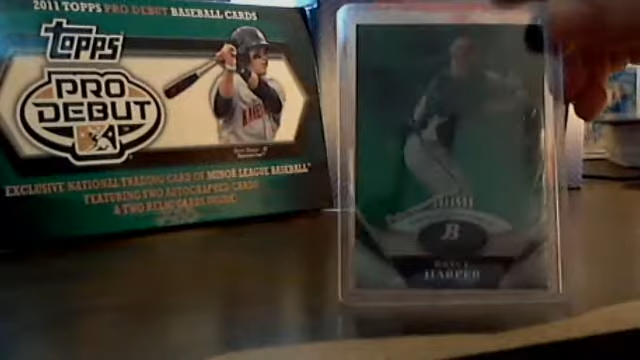 2011 TOPPS PRO DEBUT BASEBALL CARDS
topps
PRO
DEBUT
EXCLUSIVE NATIONAL TRADING CARD OF MINOR LEAGUE BASEBALL
FEATURING TWO AUTOGRAPHED CARDS
& TWO RELIC CARDS INSIDE
B
HARPER